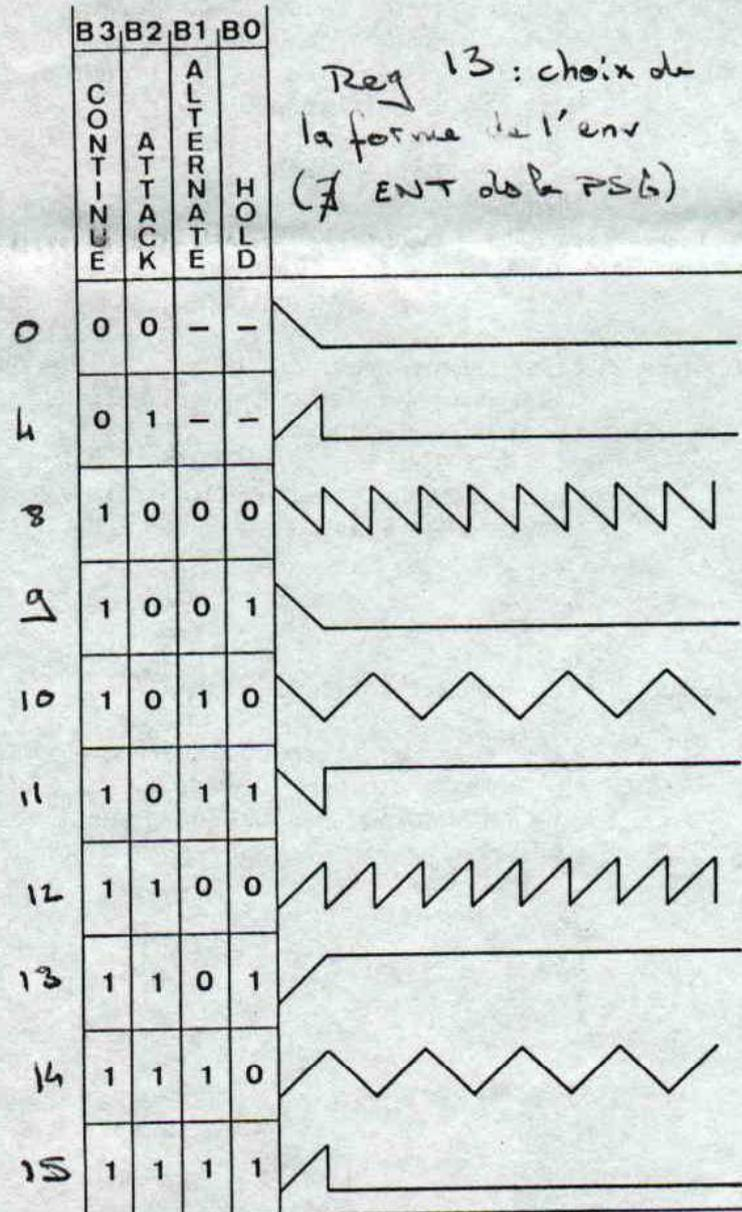 B3 B2 B1 B0
CONTINUE ATTACK ALTERNATE HOLD
Reg 13 : choix de
la forme de l'env
(∄ ENT ds le PSG)
0 0 0 – –
4 0 1 – –
8 1 0 0 0
9 1 0 0 1
10 1 0 1 0
11 1 0 1 1
12 1 1 0 0
13 1 1 0 1
14 1 1 1 0
15 1 1 1 1